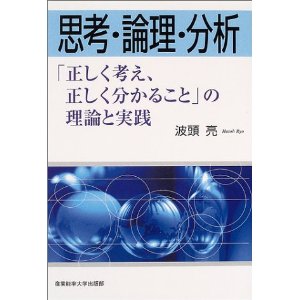 思考・論理・分析
「正しく考え、
正しく分かること」の
理論と実践
波頭 亮 Hatoh Ryo
産業能率大学出版部